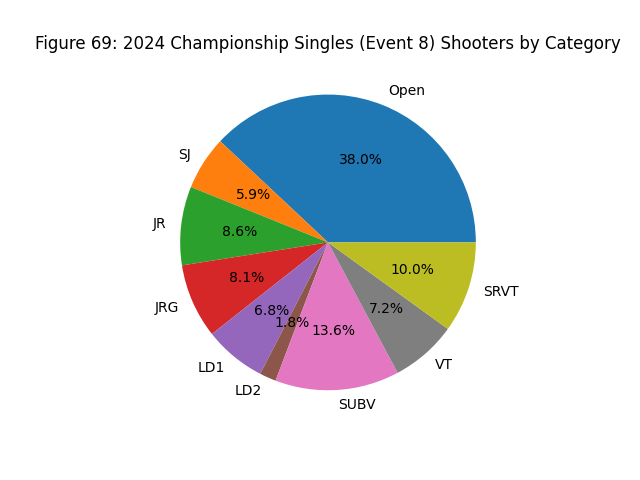 Figure 69: 2024 Championship Singles (Event 8) Shooters by Category
Open
38.0%
SJ
5.9%
JR
8.6%
JRG
8.1%
LD1
6.8%
LD2
1.8%
SUBV
13.6%
VT
7.2%
SRVT
10.0%